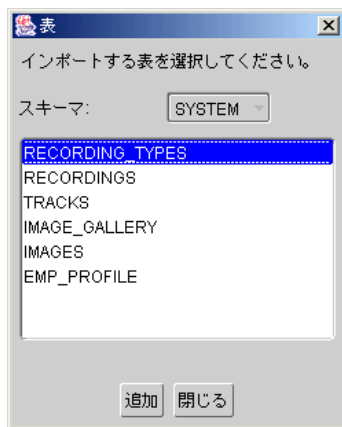 表
インポートする表を選択してください。
スキーマ: SYSTEM
RECORDING_TYPES
RECORDINGS
TRACKS
IMAGE_GALLERY
IMAGES
EMP_PROFILE
追加 閉じる